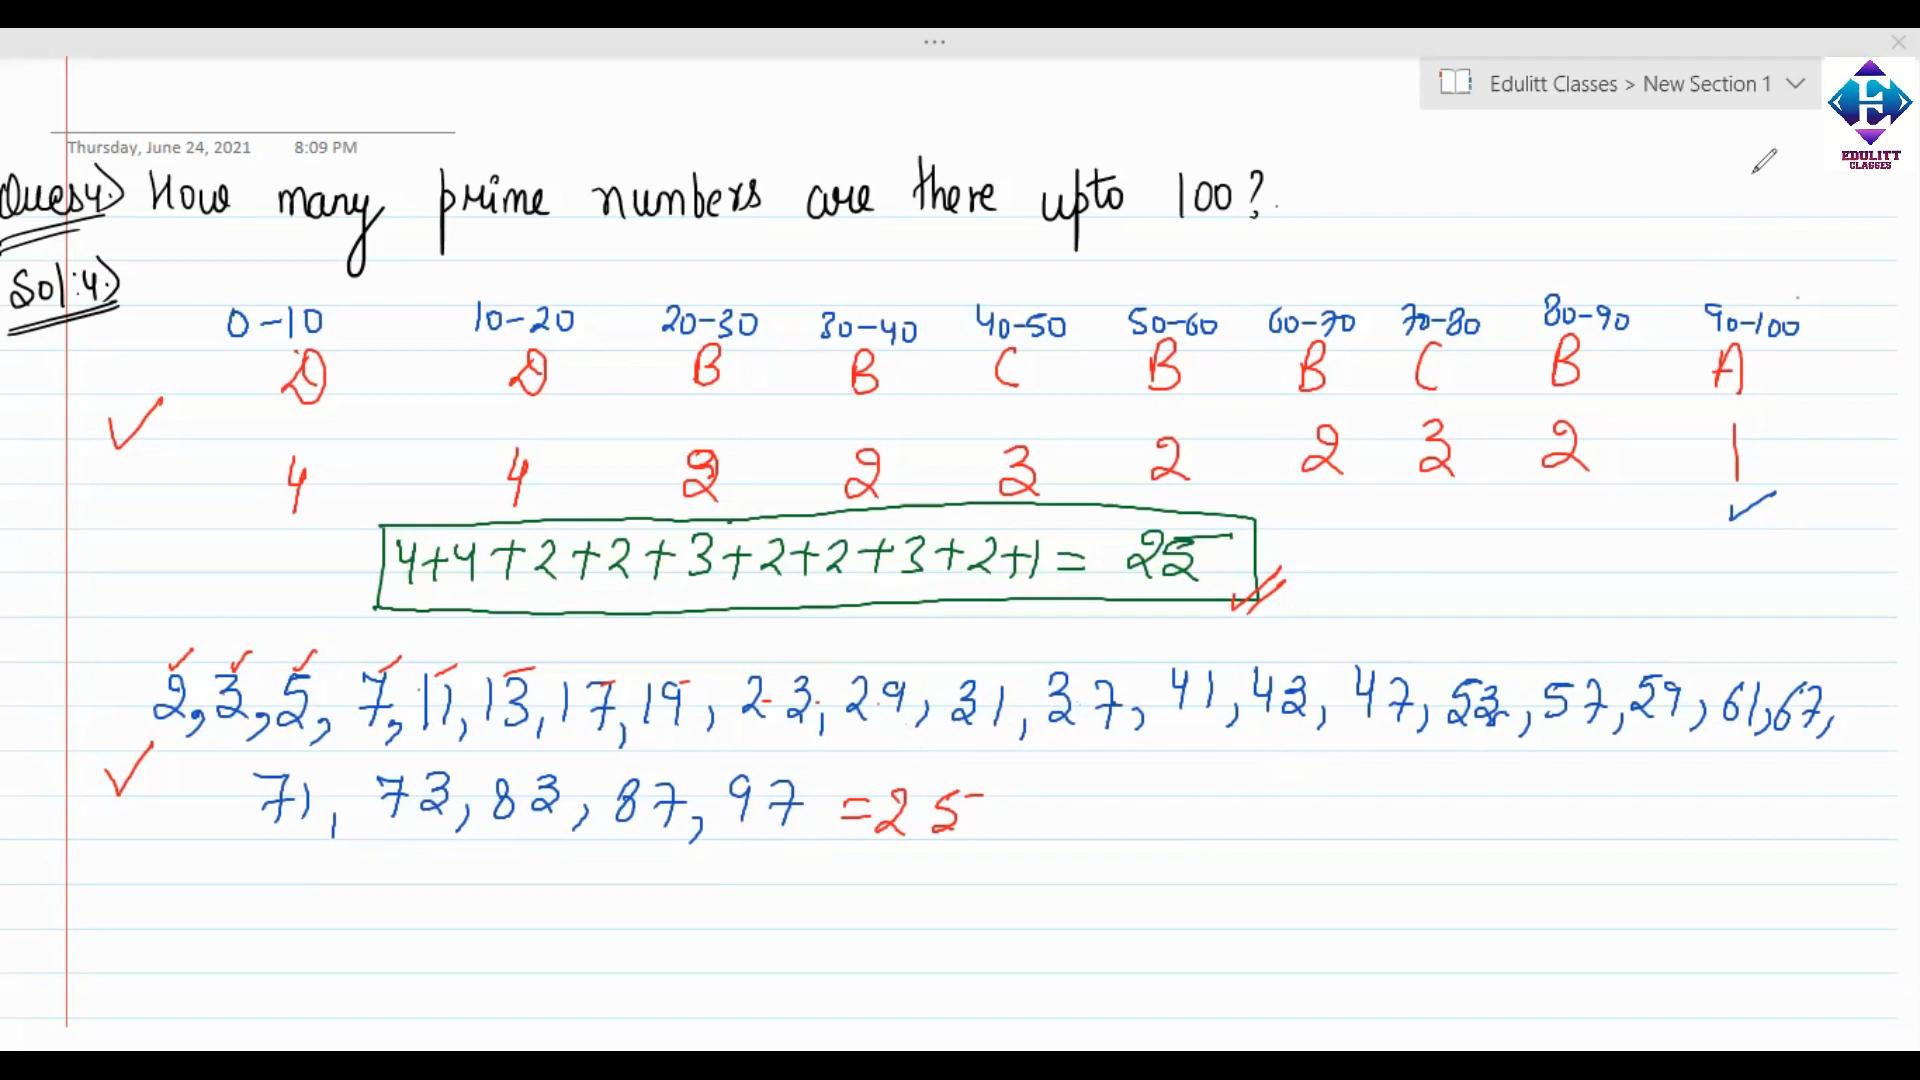 ...
Edulitt Classes > New Section 1
EDULITT
CLASSES
Thursday, June 24, 2021 8:09 PM
Ques4.) How many prime numbers are there upto 100?
Sol:4.)
0-10 10-20 20-30 30-40 40-50 50-60 60-70 70-80 80-90 90-100
D D B B C B B C B A
4 4 2 2 3 2 2 3 2 1
4+4+2+2+3+2+2+3+2+1= 25
2, 3, 5, 7, 11, 13, 17, 19, 23, 29, 31, 37, 41, 43, 47, 53, 57, 59, 61, 67,
71, 73, 83, 87, 97 =25